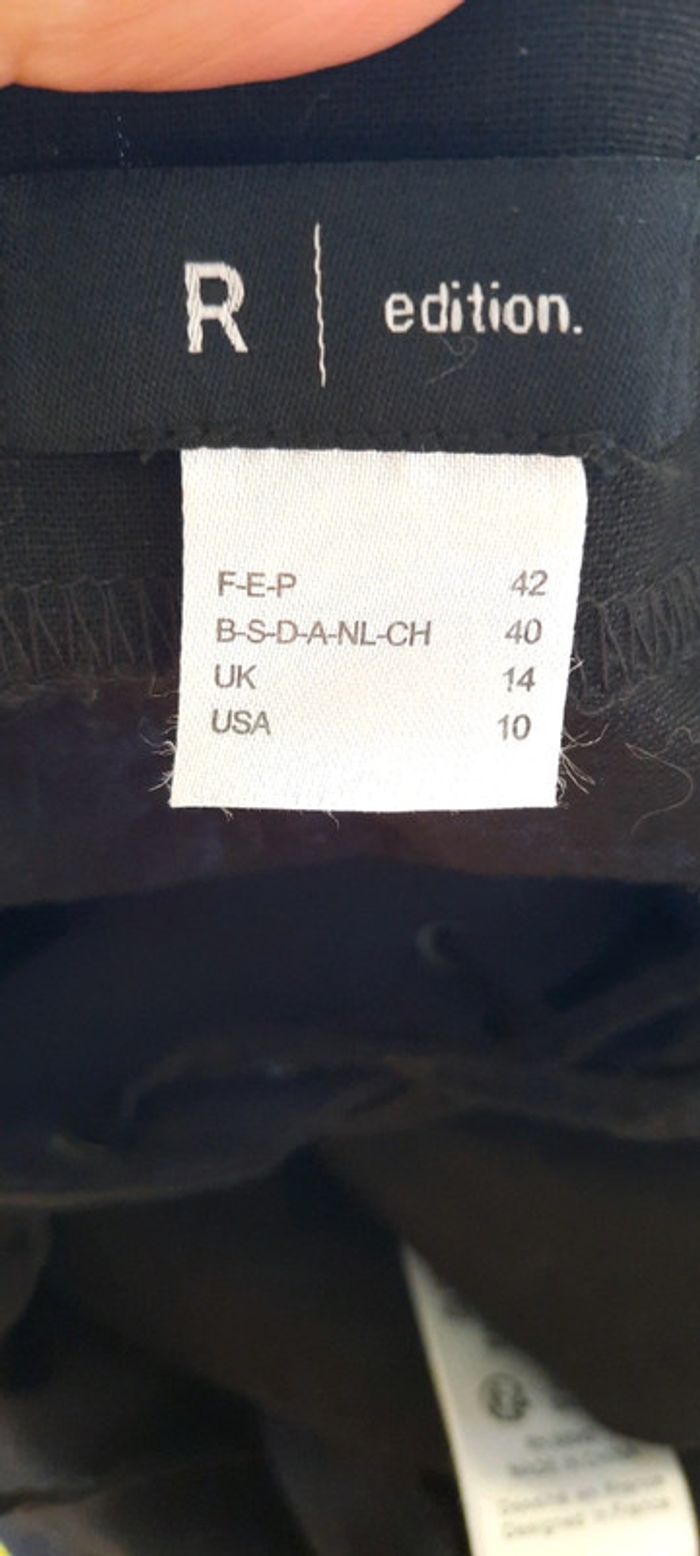 R | edition.
F-E-P 42
B-S-D-A-NL-CH 40
UK 14
USA 10
Designed in France